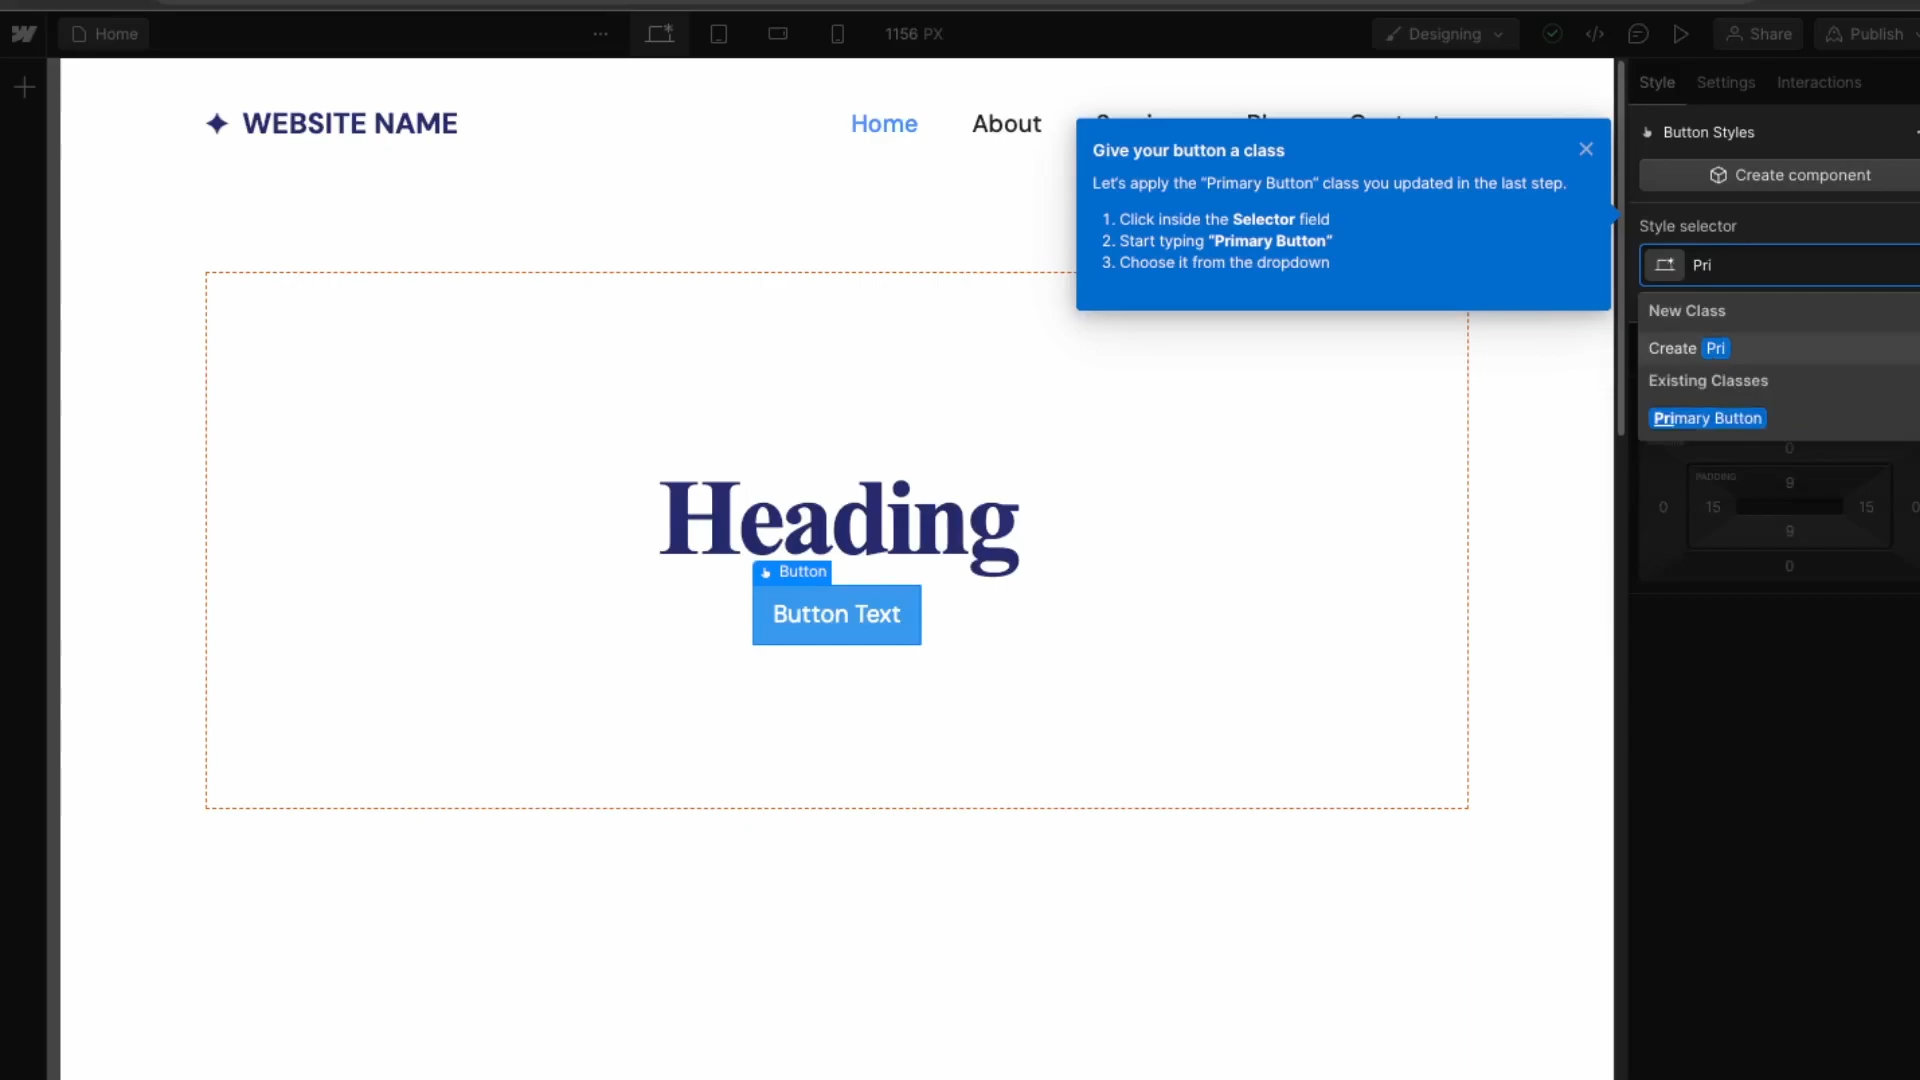 Home
1156 PX
Designing
Share
Publish
WEBSITE NAME
Home
About
Give your button a class
Let's apply the "Primary Button" class you updated in the last step.
1. Click inside the Selector field
2. Start typing "Primary Button"
3. Choose it from the dropdown
Heading
Button
Button Text
Style
Settings
Interactions
Button Styles
Create component
Style selector
Pri
New Class
Create Pri
Existing Classes
Primary Button
0
PADDING
9
0
15
15
0
9
0